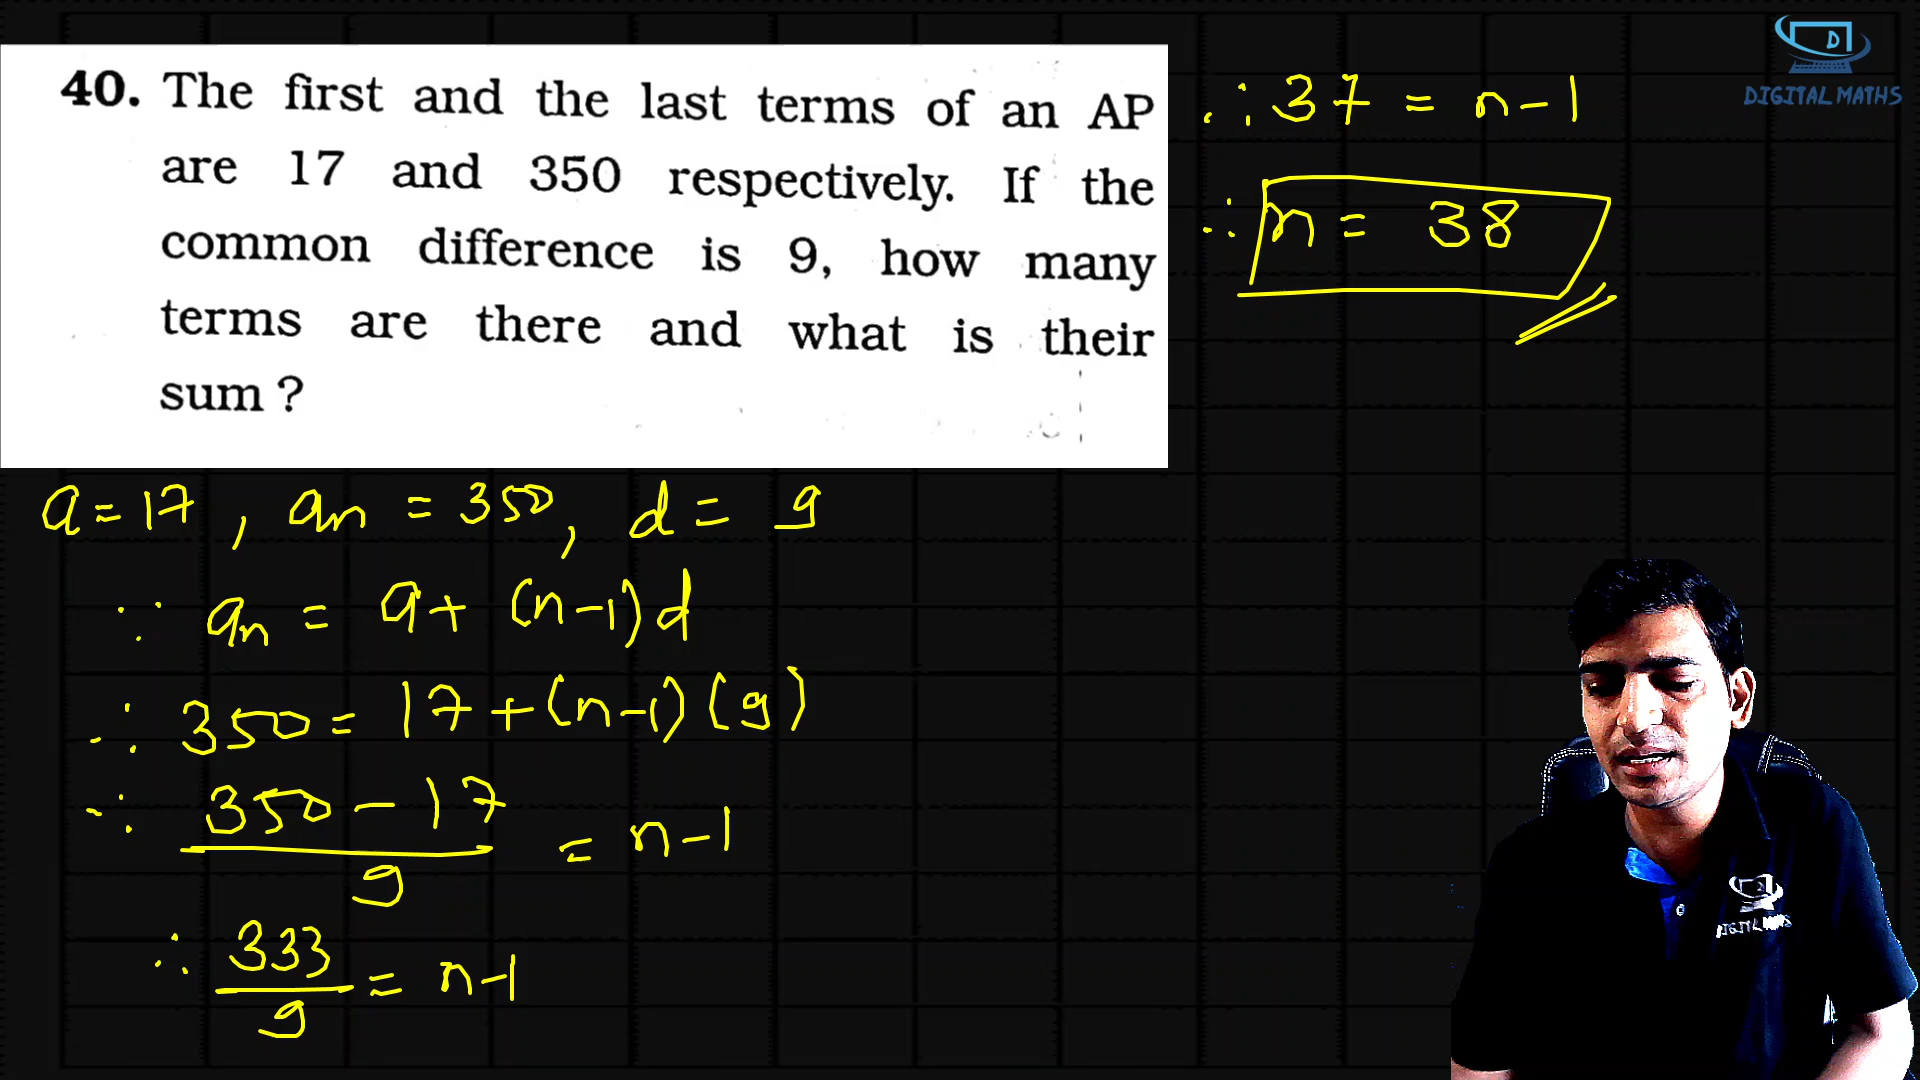 40. The first and the last terms of an AP
are 17 and 350 respectively. If the
common difference is 9, how many
terms are there and what is their
sum ?
a = 17 , an = 350, d = 9
∵ an = a + (n-1)d
∴ 350 = 17 + (n-1)(9)
∴ 350 - 17 / 9 = n-1
∴ 333 / 9 = n-1
∴ 37 = n-1
∴ n = 38
D
DIGITAL MATHS
DIGITAL MATHS